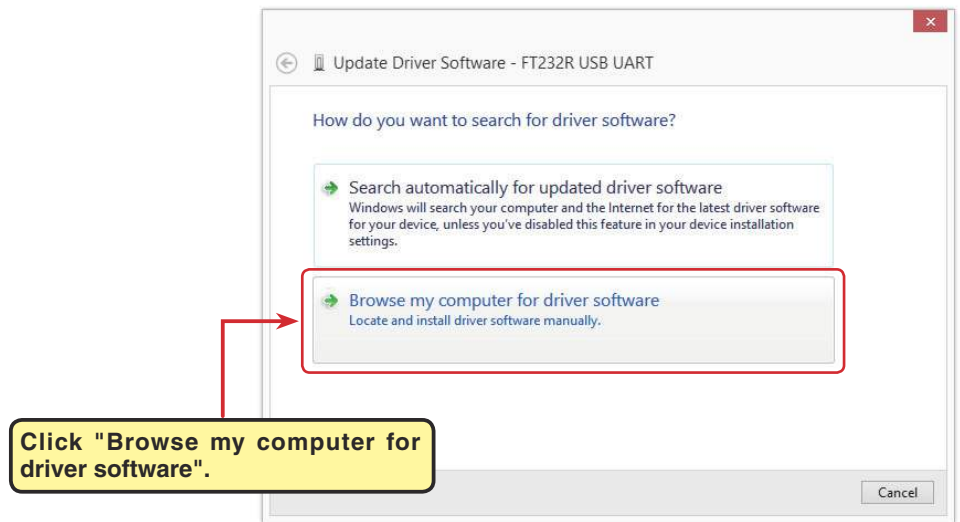 Update Driver Software - FT232R USB UART
How do you want to search for driver software?
Search automatically for updated driver software
Windows will search your computer and the Internet for the latest driver software
for your device, unless you've disabled this feature in your device installation
settings.
Browse my computer for driver software
Locate and install driver software manually.
Click "Browse my computer for
driver software".
Cancel